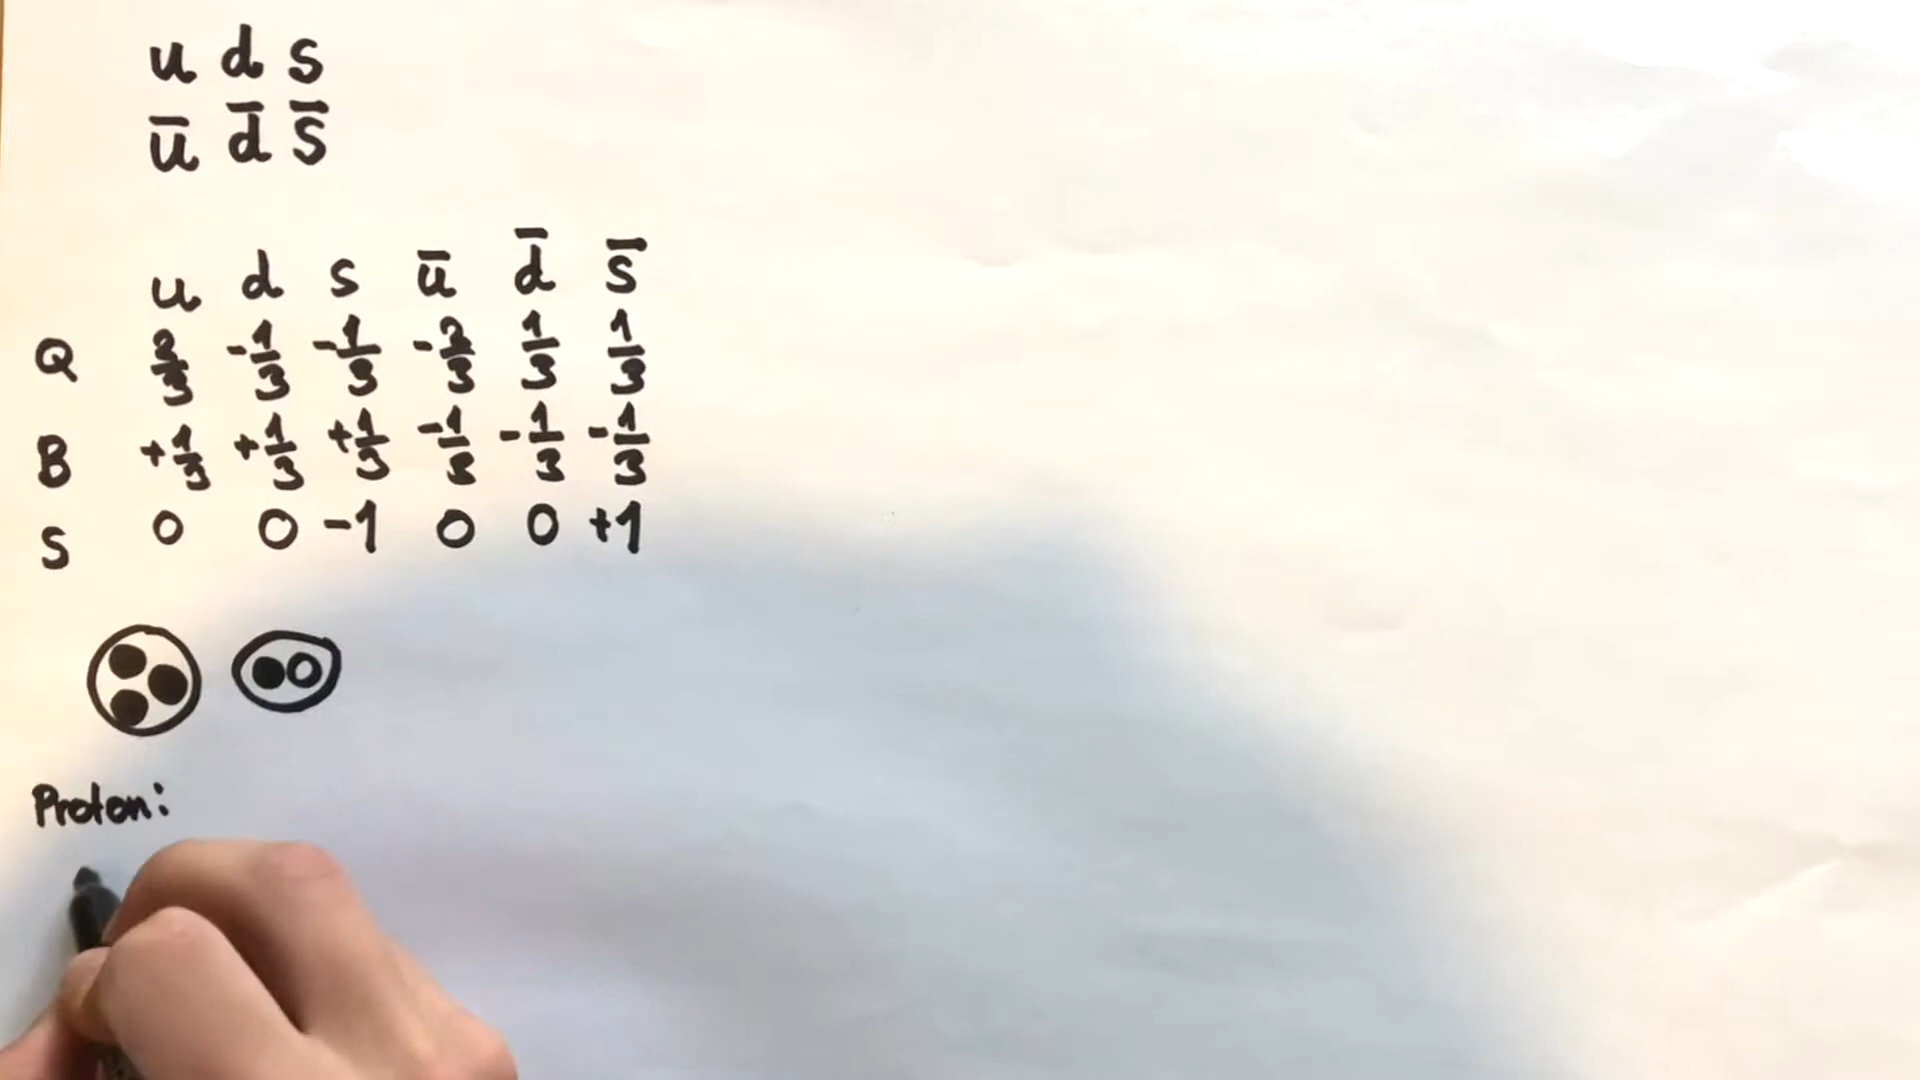 u d s
ū d̄ s̄
u d s ū d̄ s̄
Q 2/3 -1/3 -1/3 -2/3 1/3 1/3
B +1/3 +1/3 +1/3 -1/3 -1/3 -1/3
S 0 0 -1 0 0 +1
Proton: